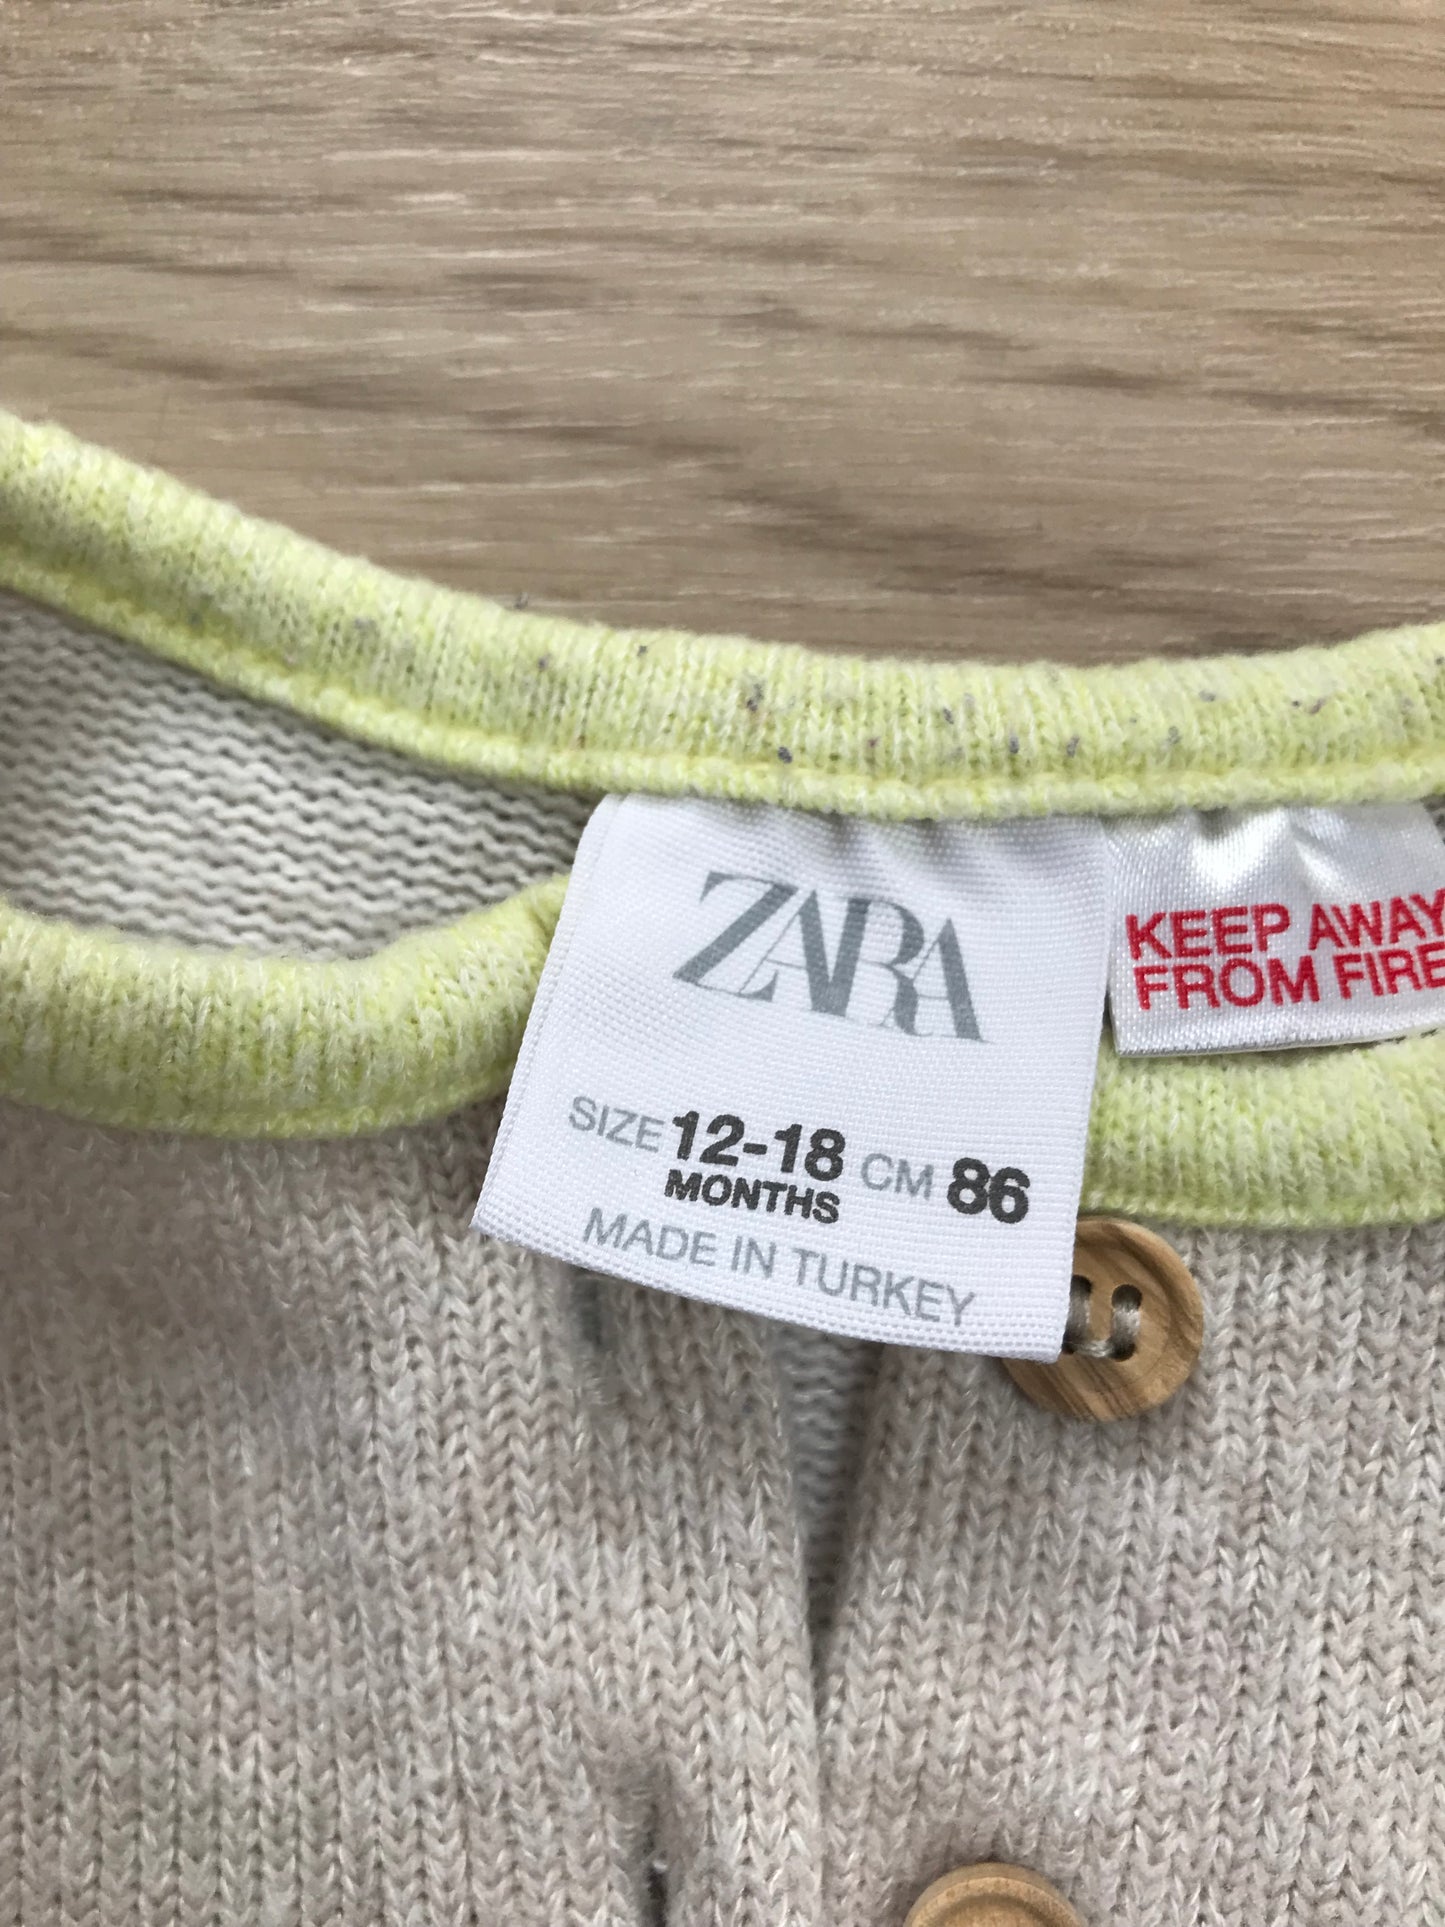 ZARA
SIZE 12-18 CM 86
MONTHS
MADE IN TURKEY
KEEP AWAY
FROM FIRE